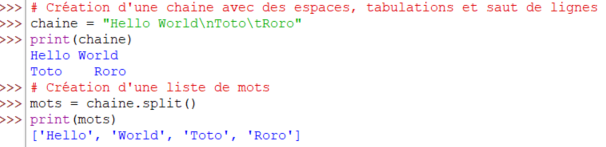 >>> # Création d'une chaine avec des espaces, tabulations et saut de lignes
>>> chaine = "Hello World\nToto\tRoro"
>>> print(chaine)
Hello World
Toto    Roro
>>> # Création d'une liste de mots
>>> mots = chaine.split()
>>> print(mots)
['Hello', 'World', 'Toto', 'Roro']